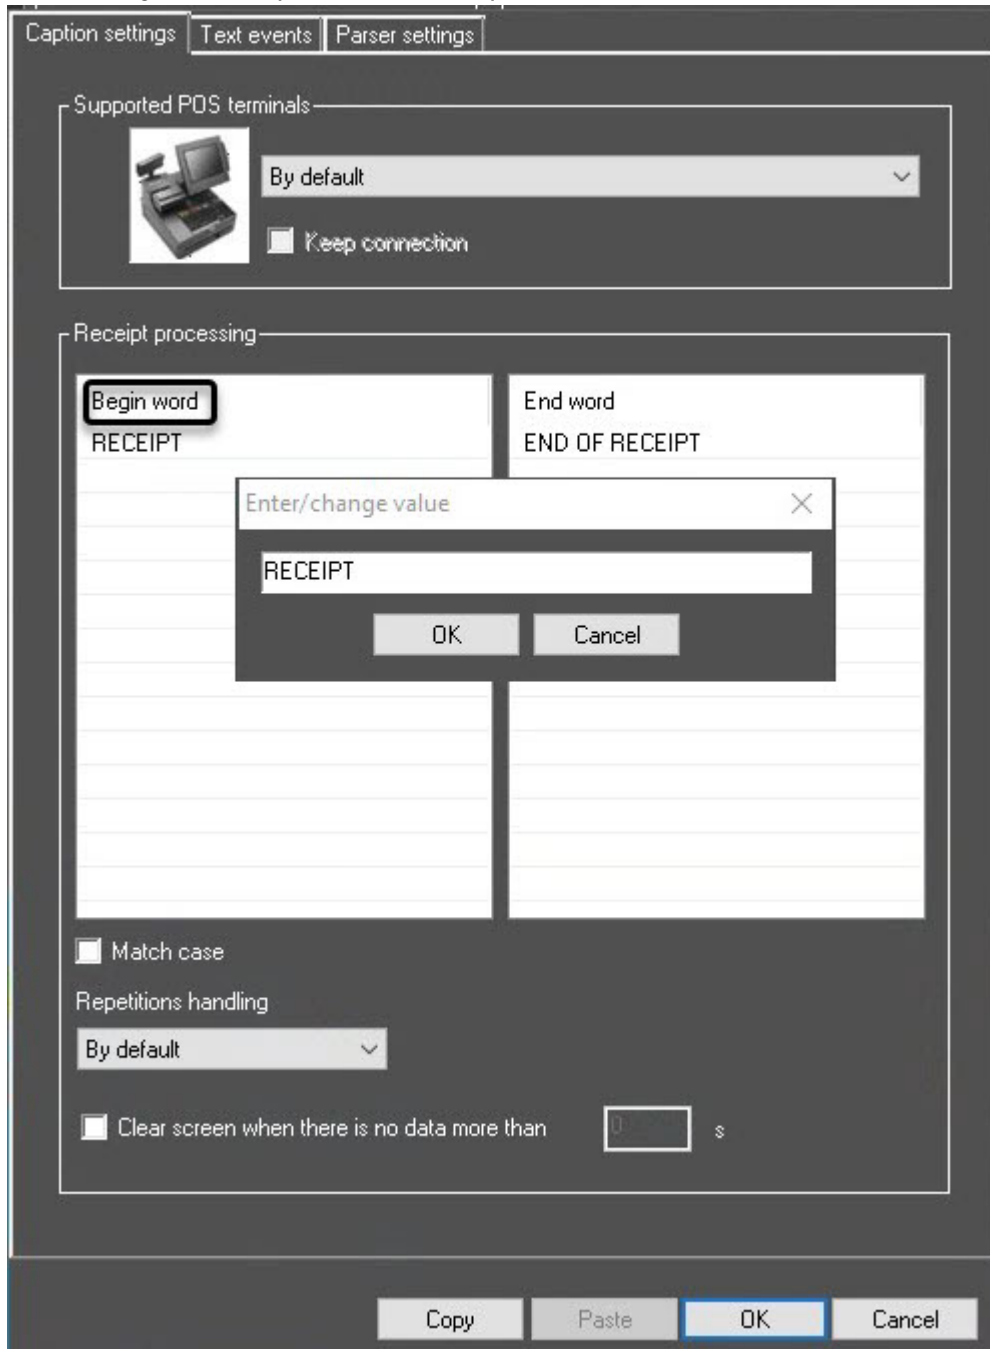 Caption settings Text events Parser settings
Supported POS terminals
By default
Keep connection
Receipt processing
Begin word End word
RECEIPT END OF RECEIPT
Enter/change value
RECEIPT
OK Cancel
Match case
Repetitions handling
By default
Clear screen when there is no data more than 0 s
Copy Paste OK Cancel